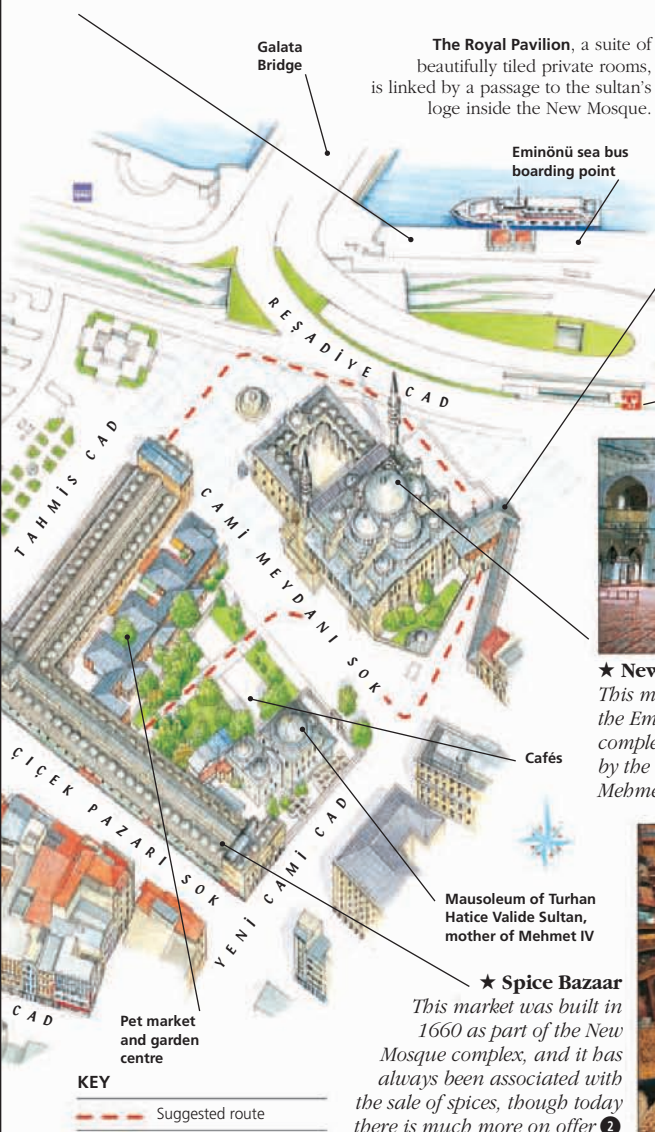 Galata
Bridge
The Royal Pavilion, a suite of
beautifully tiled private rooms,
is linked by a passage to the sultan's
loge inside the New Mosque.
Eminönü sea bus
boarding point
REŞADİYE CAD
TAHMİS CAD
CAMİ MEYDANI SOK
★ New
This m
the Em
comple
by the
Mehme
Cafés
ÇIÇEK PAZARI SOK
YENİ CAMİ CAD
Mausoleum of Turhan
Hatice Valide Sultan,
mother of Mehmet IV
★ Spice Bazaar
This market was built in
1660 as part of the New
Mosque complex, and it has
always been associated with
the sale of spices, though today
there is much more on offer 2
CAD
Pet market
and garden
centre
KEY
Suggested route